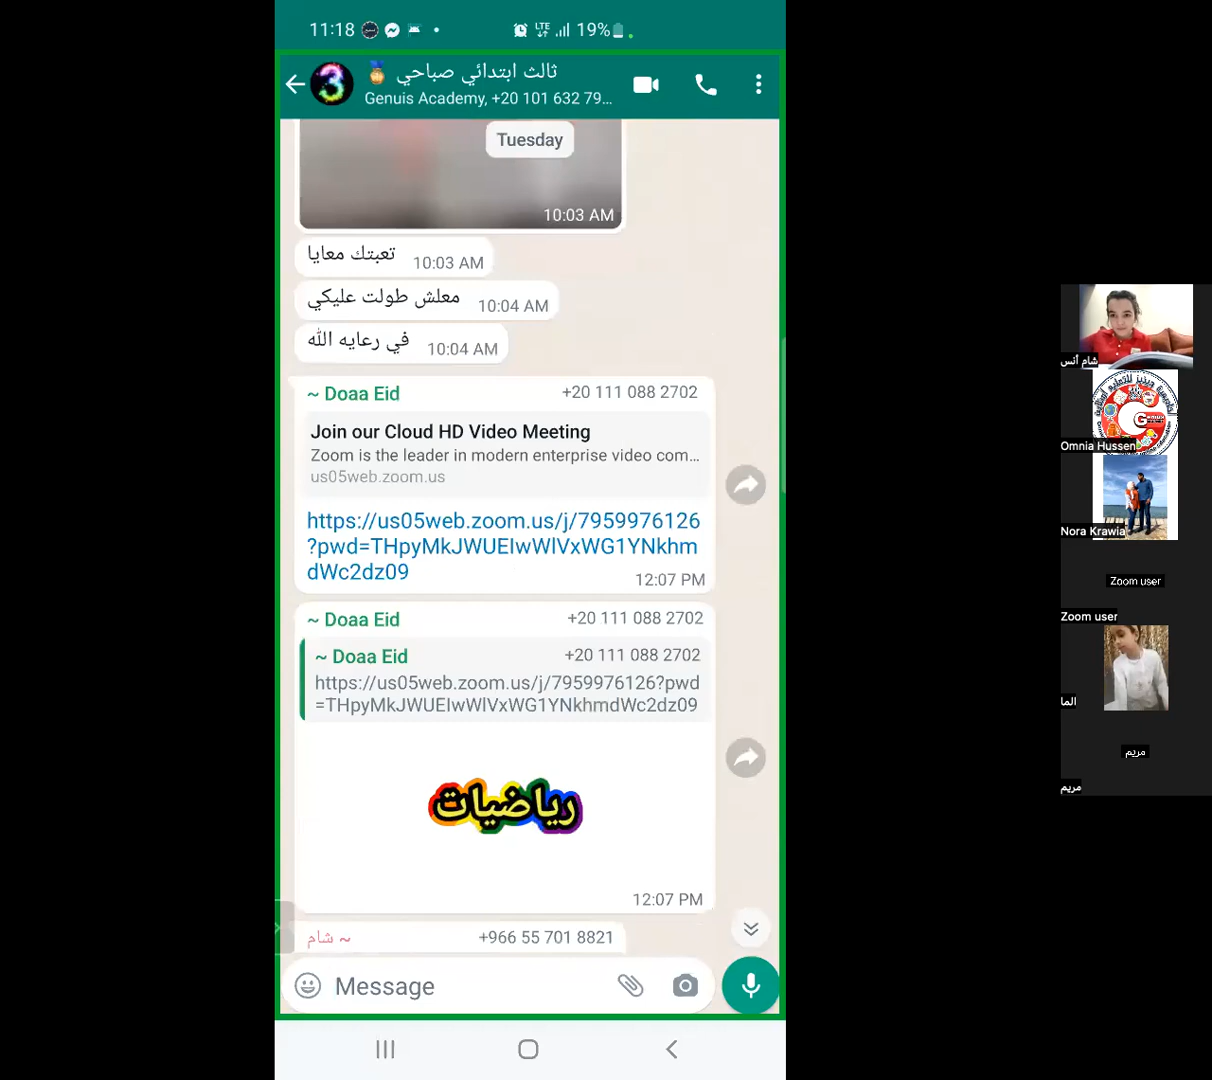 11:18
LTE
19%
ثالث ابتدائي صباحي
Genuis Academy, +20 101 632 79...
Tuesday
10:03 AM
تعبتك معايا
10:03 AM
معلش طولت عليكي
10:04 AM
في رعايه الله
10:04 AM
~ Doaa Eid
+20 111 088 2702
Join our Cloud HD Video Meeting
Zoom is the leader in modern enterprise video com...
us05web.zoom.us
https://us05web.zoom.us/j/7959976126
?pwd=THpyMkJWUEIwWlVxWG1YNkhm
dWc2dz09
12:07 PM
~ Doaa Eid
+20 111 088 2702
~ Doaa Eid
+20 111 088 2702
https://us05web.zoom.us/j/7959976126?pwd
=THpyMkJWUEIwWlVxWG1YNkhmdWc2dz09
رياضيات
12:07 PM
~ شام
+966 55 701 8821
Message
شام أنس
Omnia Hussen
Nora Krawia
Zoom user
Zoom user
الما
مريم
مريم